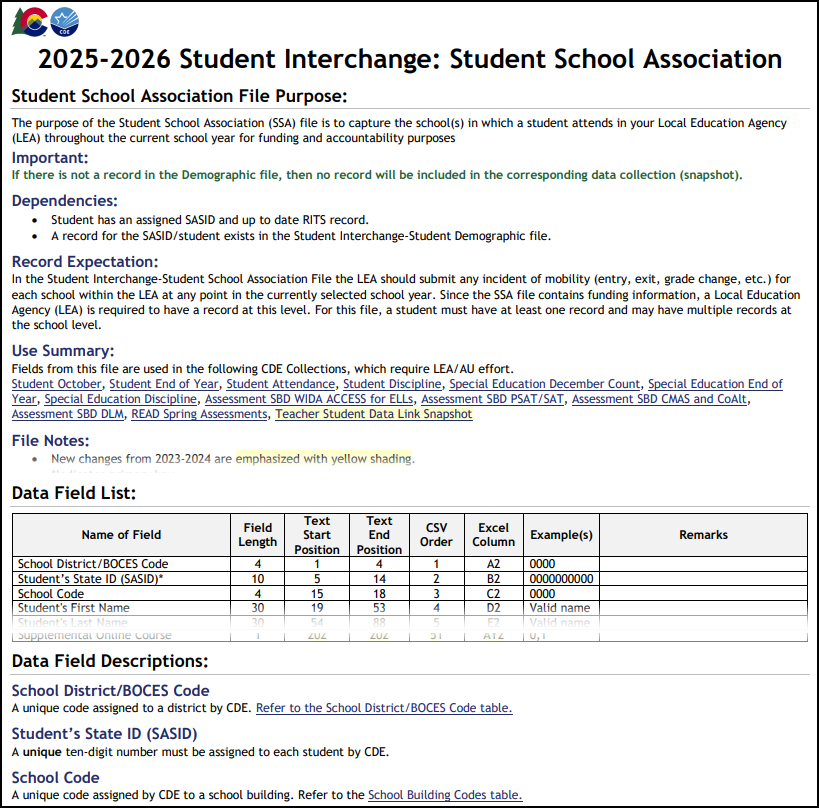 CDE
2025-2026 Student Interchange: Student School Association
Student School Association File Purpose:
The purpose of the Student School Association (SSA) file is to capture the school(s) in which a student attends in your Local Education Agency
(LEA) throughout the current school year for funding and accountability purposes
Important:
If there is not a record in the Demographic file, then no record will be included in the corresponding data collection (snapshot).
Dependencies:
• Student has an assigned SASID and up to date RITS record.
• A record for the SASID/student exists in the Student Interchange-Student Demographic file.
Record Expectation:
In the Student Interchange-Student School Association File the LEA should submit any incident of mobility (entry, exit, grade change, etc.) for
each school within the LEA at any point in the currently selected school year. Since the SSA file contains funding information, a Local Education
Agency (LEA) is required to have a record at this level. For this file, a student must have at least one record and may have multiple records at
the school level.
Use Summary:
Fields from this file are used in the following CDE Collections, which require LEA/AU effort.
Student October, Student End of Year, Student Attendance, Student Discipline, Special Education December Count, Special Education End of
Year, Special Education Discipline, Assessment SBD WIDA ACCESS for ELLs, Assessment SBD PSAT/SAT, Assessment SBD CMAS and CoAlt,
Assessment SBD DLM, READ Spring Assessments, Teacher Student Data Link Snapshot
File Notes:
• New changes from 2023-2024 are emphasized with yellow shading.
Data Field List:
Name of Field Field Length Text Start Position Text End Position CSV Order Excel Column Example(s) Remarks
School District/BOCES Code 4 1 4 1 A2 0000
Student's State ID (SASID)* 10 5 14 2 B2 0000000000
School Code 4 15 18 3 C2 0000
Student's First Name 30 19 53 4 D2 Valid name
Student's Last Name 30 54 88 5 E2 Valid name
Supplemental Online Course 1 202 202 51 AY2 0,1
Data Field Descriptions:
School District/BOCES Code
A unique code assigned to a district by CDE. Refer to the School District/BOCES Code table.
Student's State ID (SASID)
A unique ten-digit number must be assigned to each student by CDE.
School Code
A unique code assigned by CDE to a school building. Refer to the School Building Codes table.